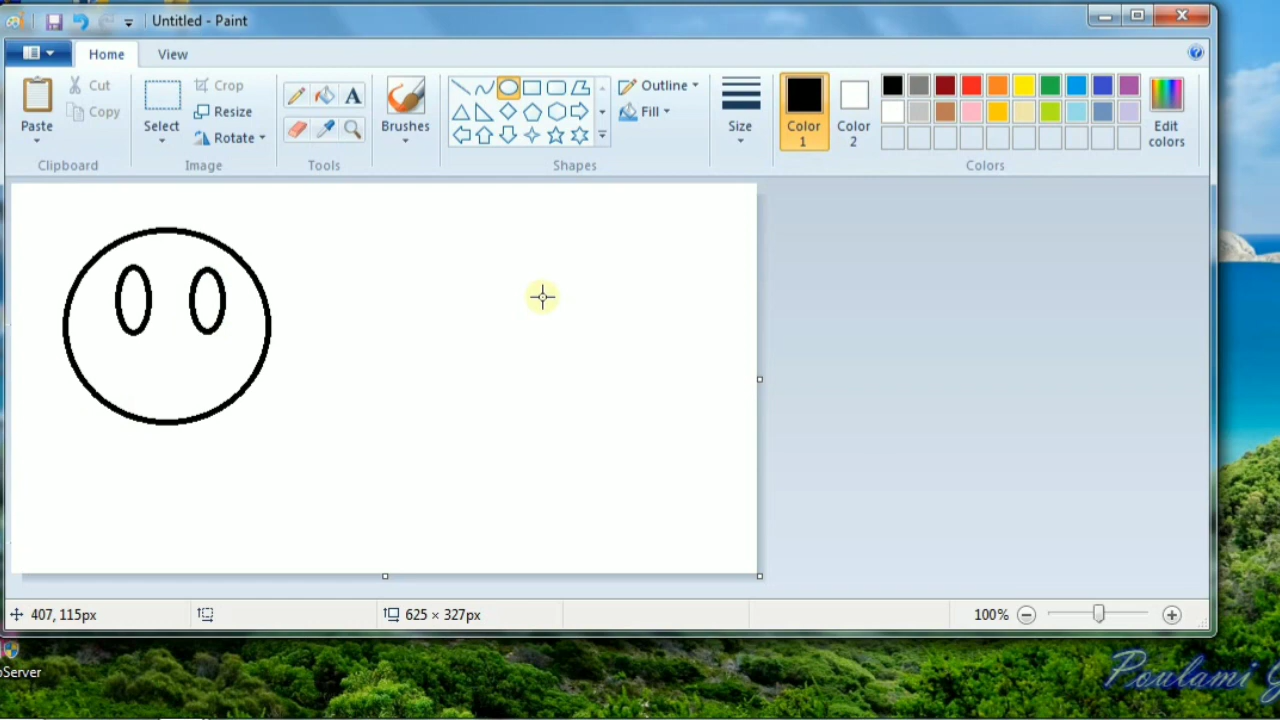 Untitled - Paint
Home View
Paste
Cut
Copy
Clipboard
Select
Crop
Resize
Rotate
Image
Tools
Brushes
Shapes
Outline
Fill
Size
Color 1
Color 2
Edit colors
Colors
407, 115px
625 × 327px
100%
Server
Poulami